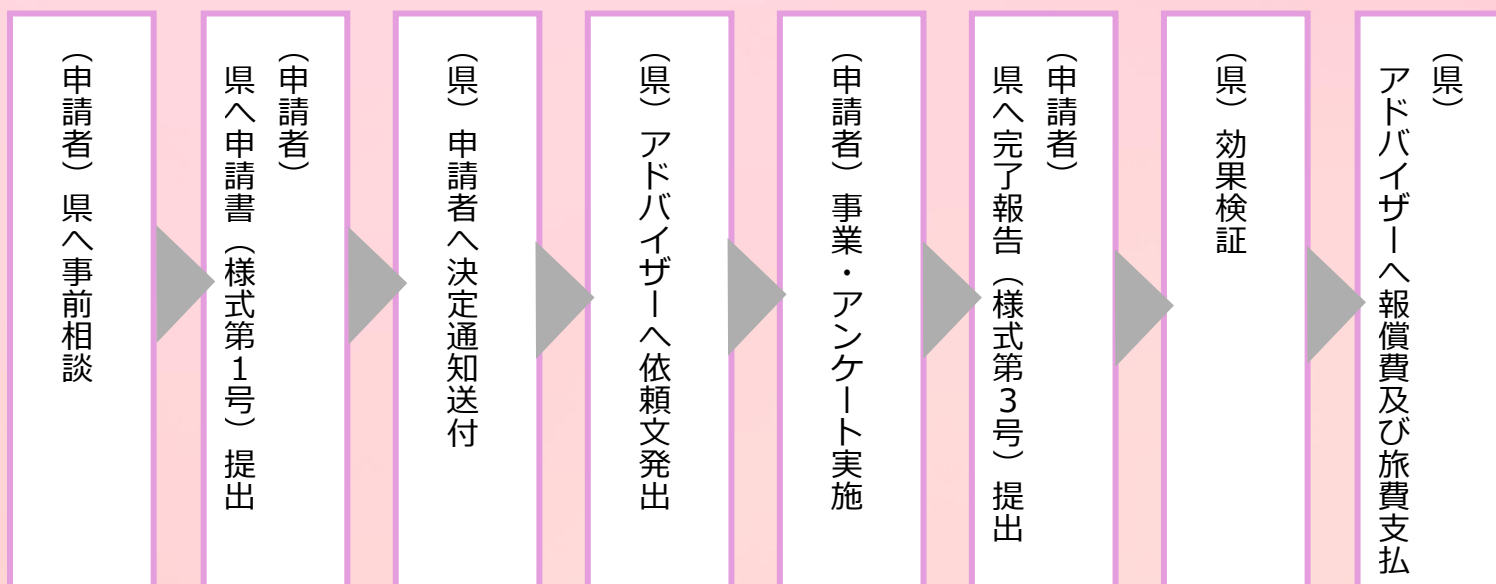 （申請者）県へ事前相談
（申請者）
県へ申請書（様式第1号）提出
（県）申請者へ決定通知送付
（県）アドバイザーへ依頼文発出
（申請者）事業・アンケート実施
（申請者）
県へ完了報告（様式第3号）提出
（県）効果検証
（県）
アドバイザーへ報償費及び旅費支払